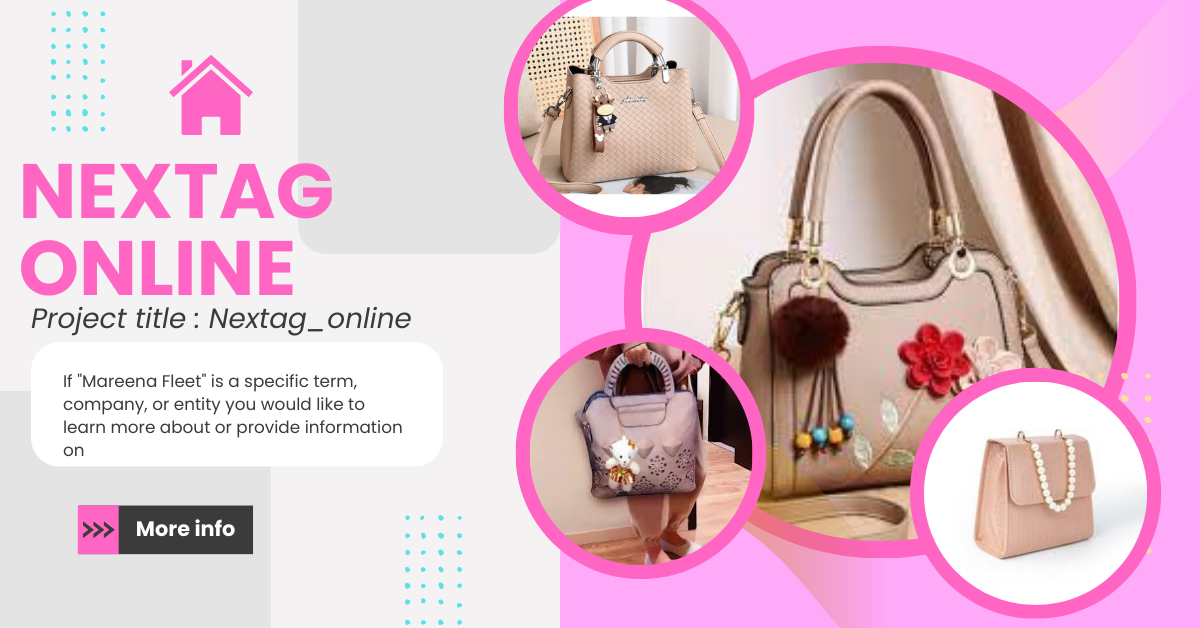 NEXTAG
ONLINE
Project title : Nextag_online
If "Mareena Fleet" is a specific term,
company, or entity you would like to
learn more about or provide information
on
More info